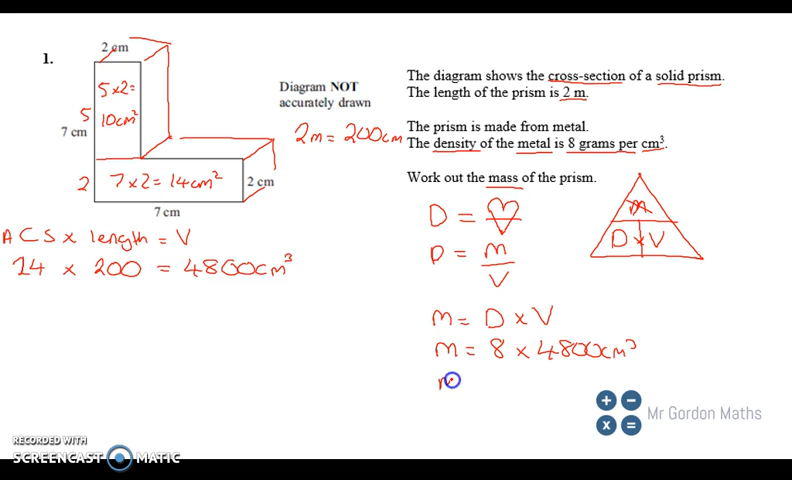 1.
2 cm
5 x 2 =
10cm²
5
7 cm
2
7 x 2 = 14cm²
2 cm
7 cm
Diagram NOT
accurately drawn
2m = 200cm
A C S x length = V
24 x 200 = 4800cm³
The diagram shows the cross-section of a solid prism.
The length of the prism is 2 m.
The prism is made from metal.
The density of the metal is 8 grams per cm³.
Work out the mass of the prism.
D =
D = m
V
m
D x V
m = D x V
m = 8 x 4800cm³
m
+ −
x =
Mr Gordon Maths
RECORDED WITH
SCREENCAST MATIC